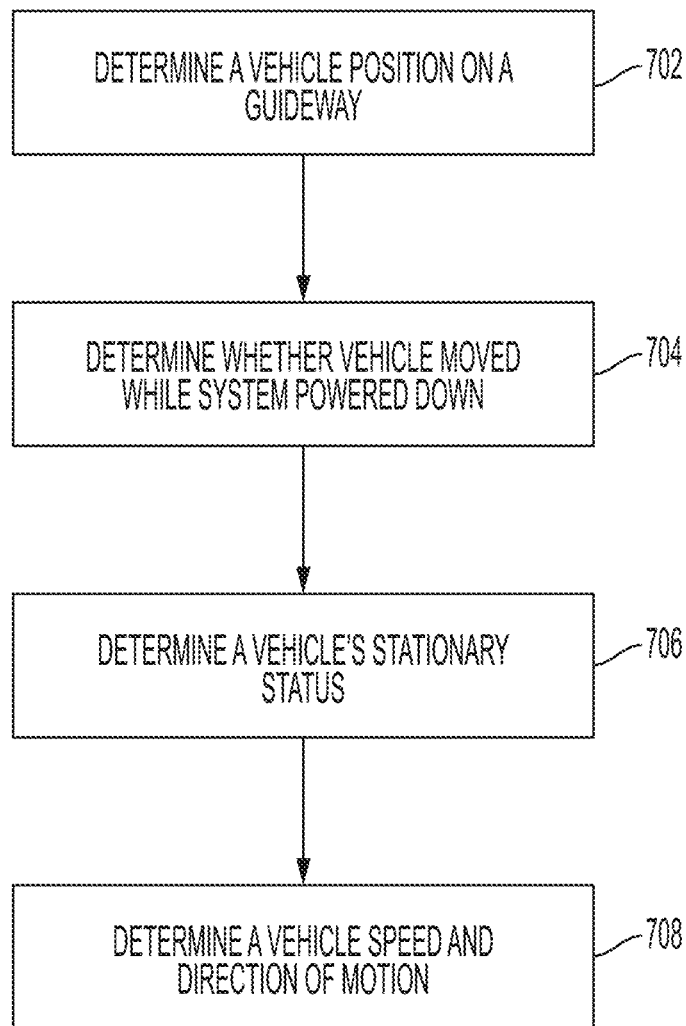 DETERMINE A VEHICLE POSITION ON A
GUIDEWAY
702
DETERMINE WHETHER VEHICLE MOVED
WHILE SYSTEM POWERED DOWN
704
DETERMINE A VEHICLE'S STATIONARY
STATUS
706
DETERMINE A VEHICLE SPEED AND
DIRECTION OF MOTION
708